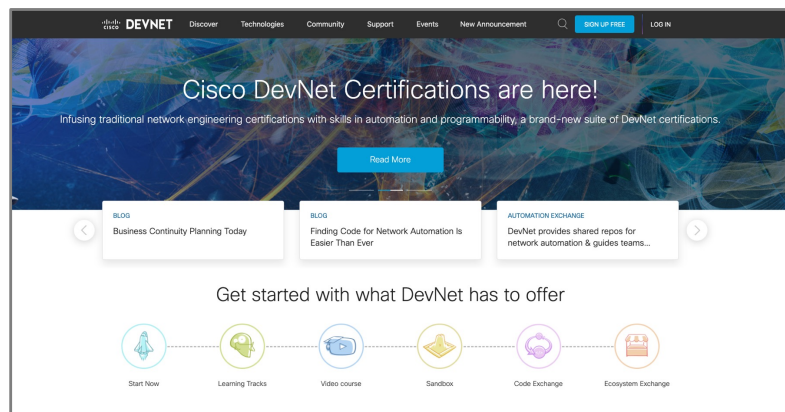 CISCO DEVNET Discover Technologies Community Support Events New Announcement SIGN UP FREE LOG IN
Cisco DevNet Certifications are here!
Infusing traditional network engineering certifications with skills in automation and programmability, a brand-new suite of DevNet certifications.
Read More
BLOG
Business Continuity Planning Today
BLOG
Finding Code for Network Automation Is
Easier Than Ever
AUTOMATION EXCHANGE
DevNet provides shared repos for
network automation & guides teams...
Get started with what DevNet has to offer
Start Now Learning Tracks Video course Sandbox Code Exchange Ecosystem Exchange